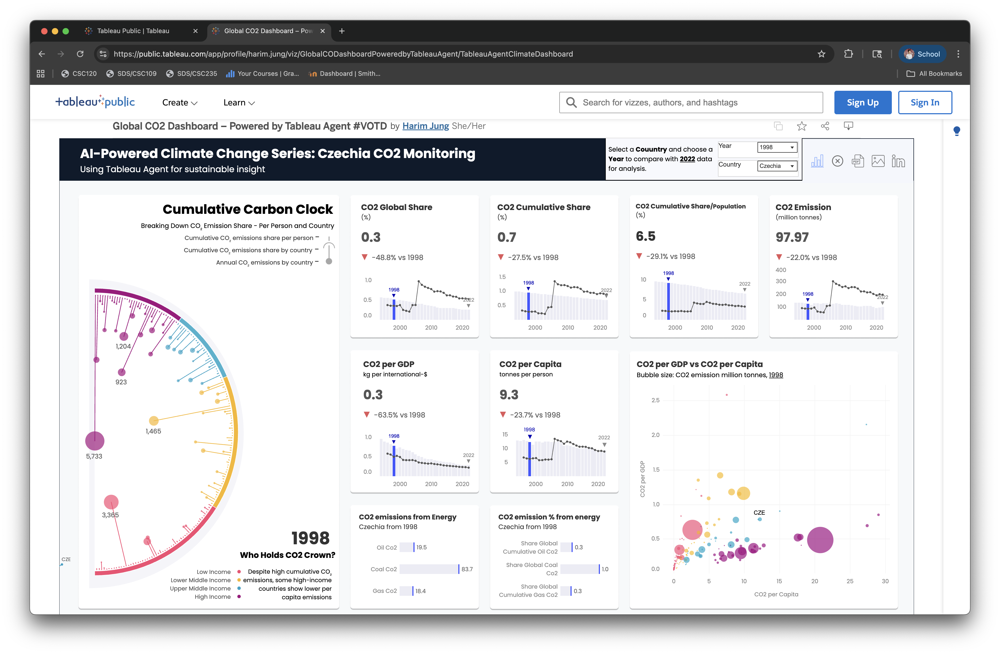 Tableau Public | Tableau
Global CO2 Dashboard – Pow
https://public.tableau.com/app/profile/harim.jung/viz/GlobalCODashboardPoweredbyTableauAgent/TableauAgentClimateDashboard
School
CSC120
SDS/CSC109
SDS/CSC235
Your Courses | Gra...
Dashboard | Smith...
All Bookmarks
tableau public
Create
Learn
Search for vizzes, authors, and hashtags
Sign Up
Sign In
Global CO2 Dashboard – Powered by Tableau Agent #VOTD by Harim Jung She/Her
AI-Powered Climate Change Series: Czechia CO2 Monitoring
Using Tableau Agent for sustainable insight
Select a Couuntry and choose a
Year to compare with 2022 data
for analysis.
Year
1998
Country
Czechia
PDF
in
Cumulative Carbon Clock
Breaking Down CO₂ Emission Share - Per Person and Country
Cumulative CO₂ emissions share per person –
Cumulative CO₂ emissions share by country –
Annual CO₂ emissions by country –
1,204
923
1,465
5,733
3,365
CZE
1998
Who Holds CO2 Crown?
Low Income
Lower Middle Income
Upper Middle Income
High Income
Despite high cumulative CO₂
emissions, some high-income
countries show lower per
capita emissions
CO2 Global Share
(%)
0.3
▼ -48.8% vs 1998
1.0
0.5
0.0
1998
2022
2000
2010
2020
CO2 Cumulative Share
(%)
0.7
▼ -27.5% vs 1998
1.5
1.0
0.5
1998
2022
2000
2010
2020
CO2 Cumulative Share/Population
(%)
6.5
▼ -29.1% vs 1998
10
5
0
1998
2022
2000
2010
2020
CO2 Emission
(million tonnes)
97.97
▼ -22.0% vs 1998
400
300
200
100
1998
2022
2000
2010
2020
CO2 per GDP
kg per international-$
0.3
▼ -63.5% vs 1998
1.0
0.5
0.0
1998
2022
2000
2010
2020
CO2 per Capita
tonnes per person
9.3
▼ -23.7% vs 1998
15
10
5
1998
2022
2000
2010
2020
CO2 per GDP vs CO2 per Capita
Bubble size: CO2 emission million tonnes, 1998
CO2 per GDP
2.5
2.0
1.5
1.0
0.5
0.0
CZE
0
5
10
15
20
25
30
CO2 per Capita
CO2 emissions from Energy
Czechia from 1998
Oil Co2
19.5
Coal Co2
83.7
Gas Co2
18.4
CO2 emission % from energy
Czechia from 1998
Share Global
Cumulative Oil Co2
0.3
Share Global Coal
Co2
1.0
Share Global
Cumulative Gas Co2
0.3